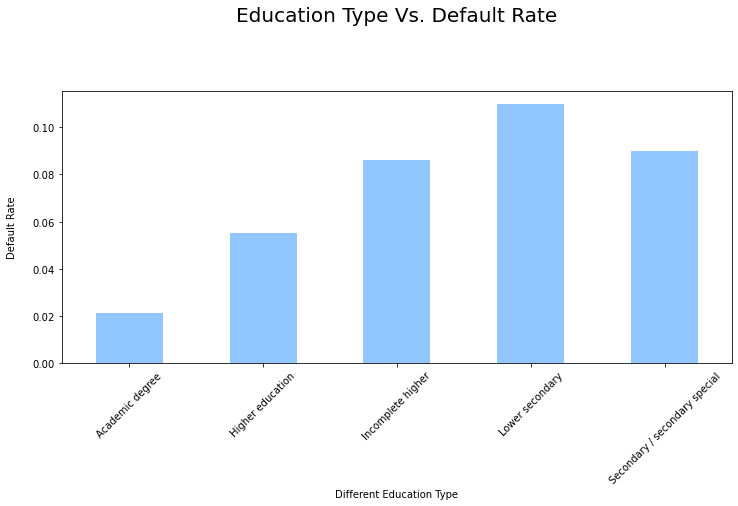 Education Type Vs. Default Rate
Default Rate
0.10
0.08
0.06
0.04
0.02
0.00
Academic degree
Higher education
Incomplete higher
Lower secondary
Secondary / secondary special
Different Education Type